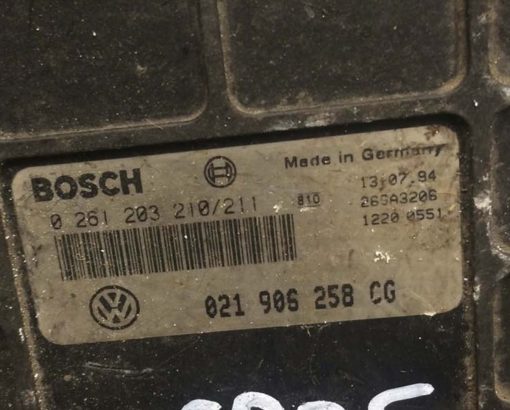 BOSCH
Made in Germany
0 261 203 210/211
810
13.07.94
26SA3206
1220 0551
021 906 258 CG